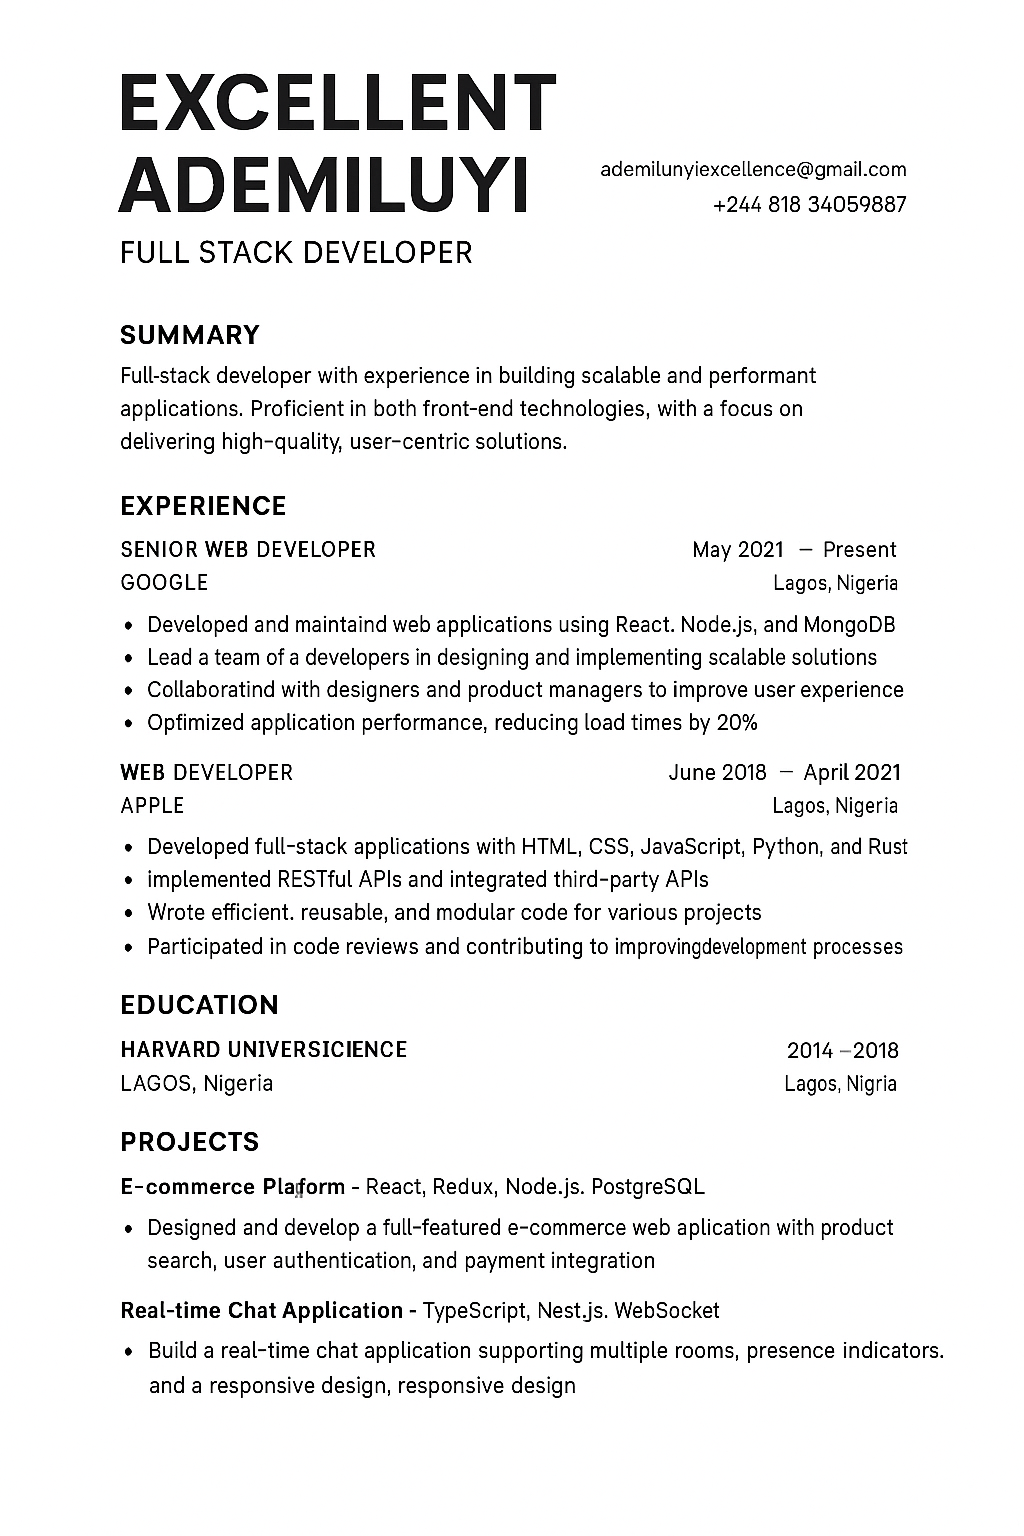 EXCELLENT
ADEMILUYI
ademilunyiexcellence@gmail.com
+244 818 34059887
FULL STACK DEVELOPER
SUMMARY
Full-stack developer with experience in building scalable and performant
applications. Proficient in both front-end technologies, with a focus on
delivering high-quality, user-centric solutions.
EXPERIENCE
SENIOR WEB DEVELOPER May 2021 – Present
GOOGLE Lagos, Nigeria
• Developed and maintaind web applications using React. Node.js, and MongoDB
• Lead a team of a developers in designing and implementing scalable solutions
• Collaboratind with designers and product managers to improve user experience
• Opfimized application performance, reducing load times by 20%
WEB DEVELOPER June 2018 – April 2021
APPLE Lagos, Nigeria
• Developed full-stack applications with HTML, CSS, JavaScript, Python, and Rust
• implemented RESTful APIs and integrated third-party APIs
• Wrote efficient. reusable, and modular code for various projects
• Participated in code reviews and contributing to improvingdevelopment processes
EDUCATION
HARVARD UNIVERSICIENCE 2014 –2018
LAGOS, Nigeria Lagos, Nigria
PROJECTS
E-commerce Plaform - React, Redux, Node.js. PostgreSQL
• Designed and develop a full-featured e-commerce web aplication with product
search, user authentication, and payment integration
Real-time Chat Application - TypeScript, Nest.js. WebSocket
• Build a real-time chat application supporting multiple rooms, presence indicators.
and a responsive design, responsive design